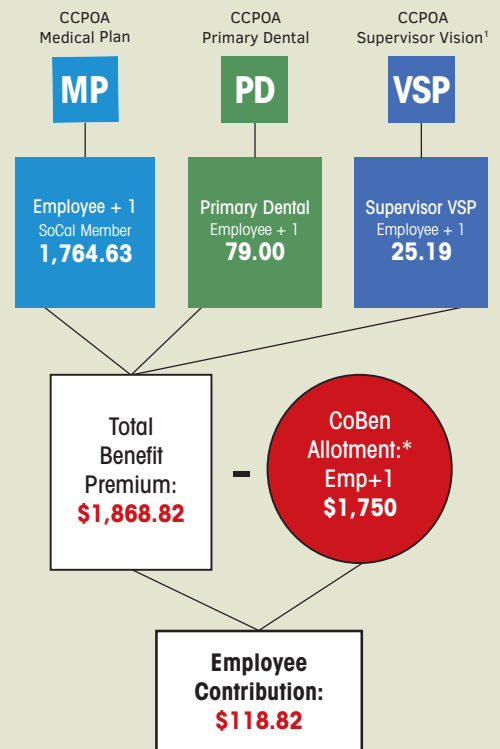 CCPOA
Medical Plan
CCPOA
Primary Dental
CCPOA
Supervisor Vision¹
MP
PD
VSP
Employee + 1
SoCal Member
1,764.63
Primary Dental
Employee + 1
79.00
Supervisor VSP
Employee + 1
25.19
Total
Benefit
Premium:
$1,868.82
-
CoBen
Allotment:*
Emp+1
$1,750
Employee
Contribution:
$118.82